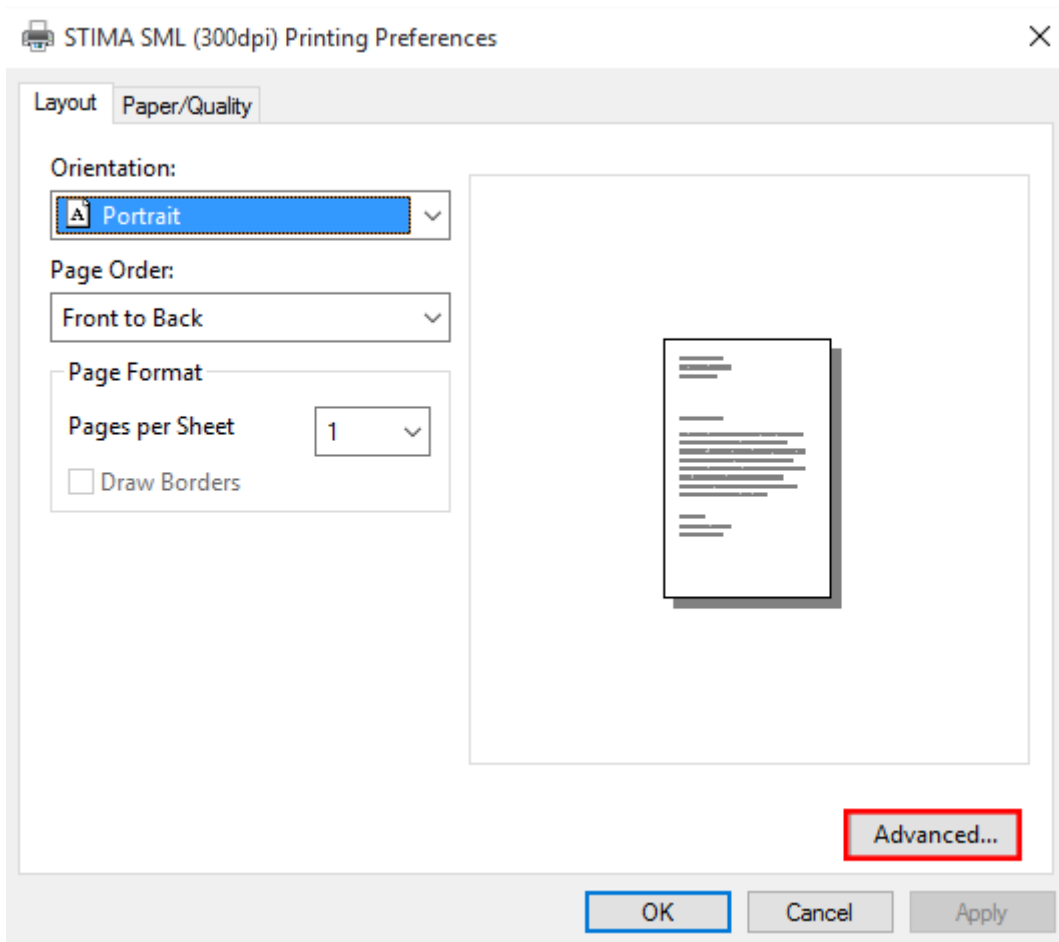 STIMA SML (300dpi) Printing Preferences
Layout Paper/Quality
Orientation:
A Portrait
Page Order:
Front to Back
Page Format
Pages per Sheet 1
Draw Borders
Advanced...
OK Cancel Apply